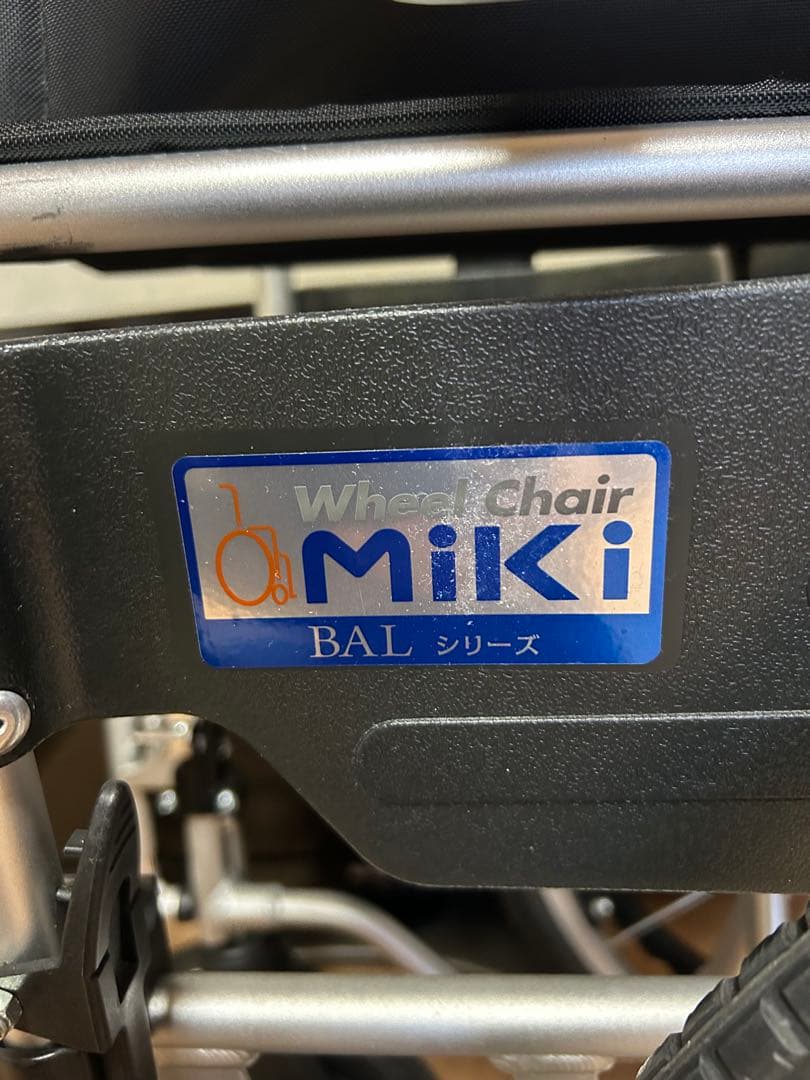 Wheel Chair
MiKi
BAL シリーズ